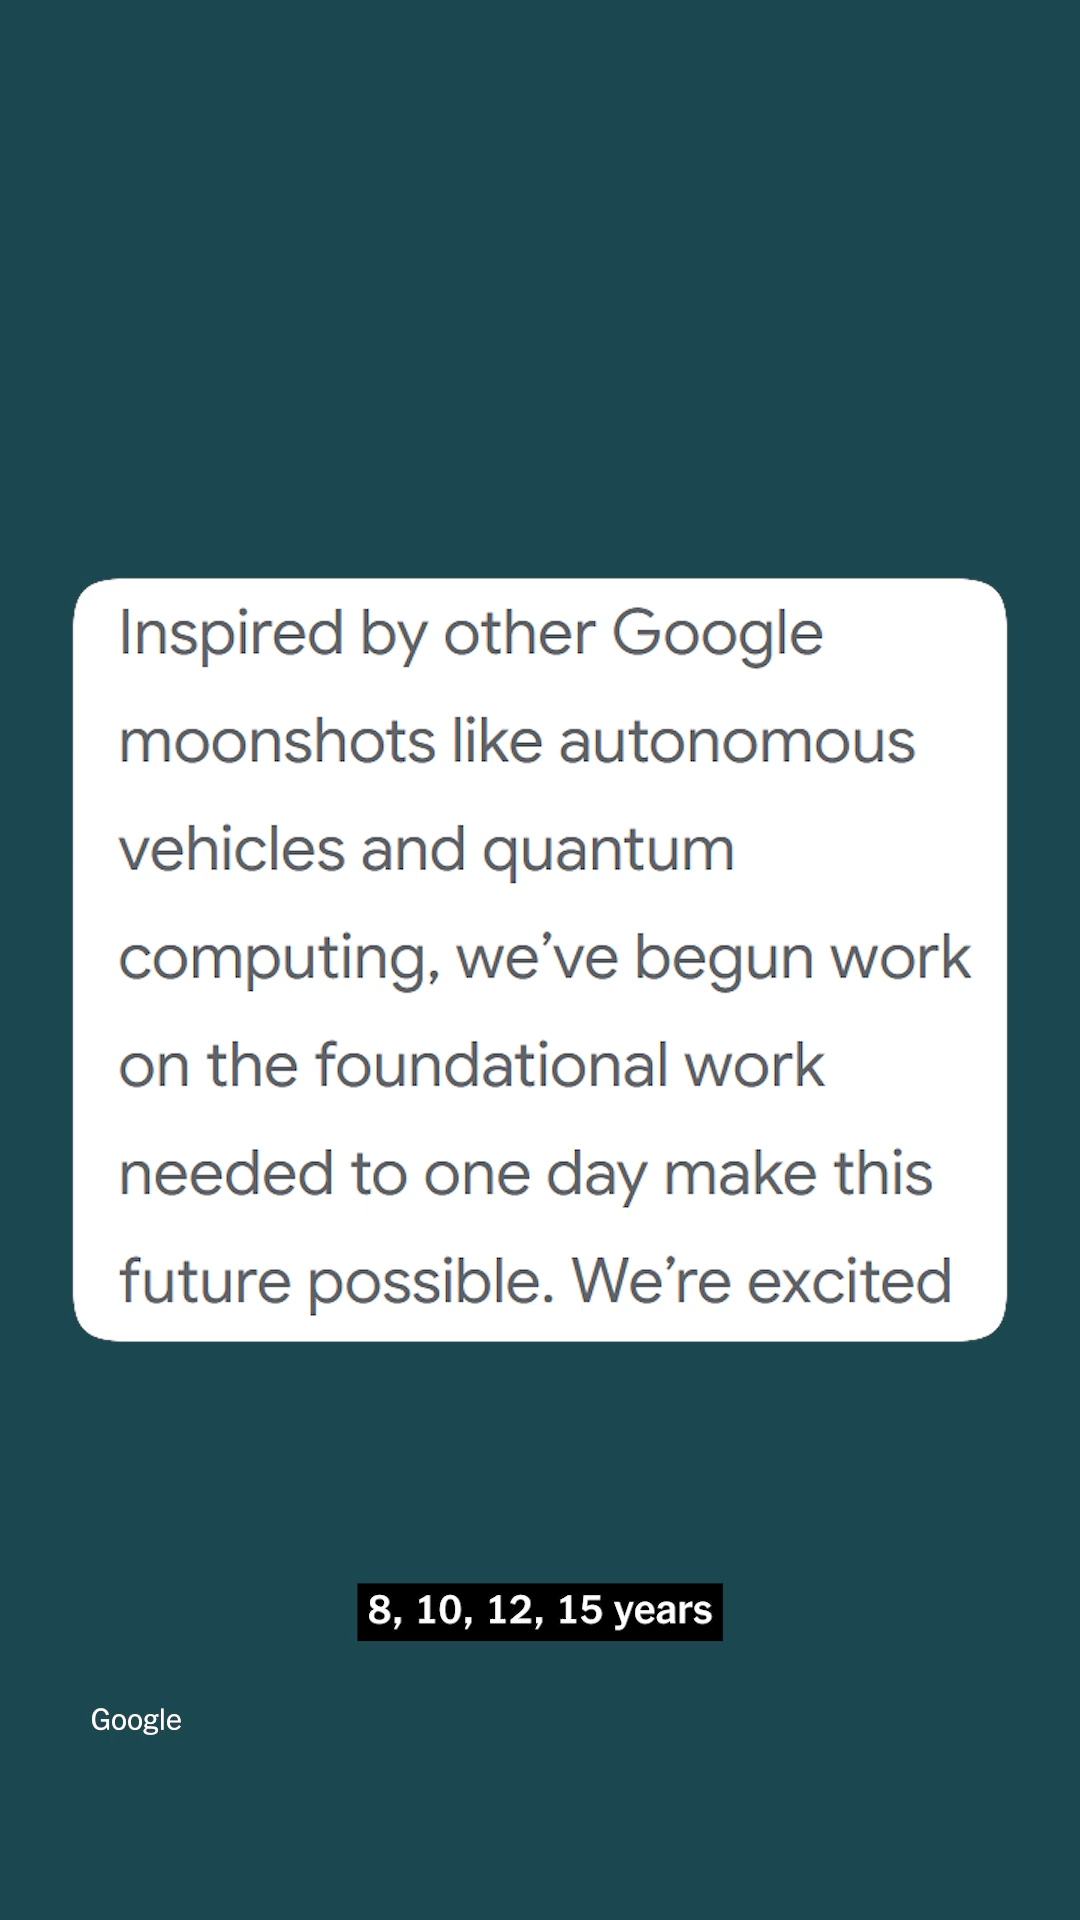 Inspired by other Google
moonshots like autonomous
vehicles and quantum
computing, we’ve begun work
on the foundational work
needed to one day make this
future possible. We’re excited
8, 10, 12, 15 years
Google